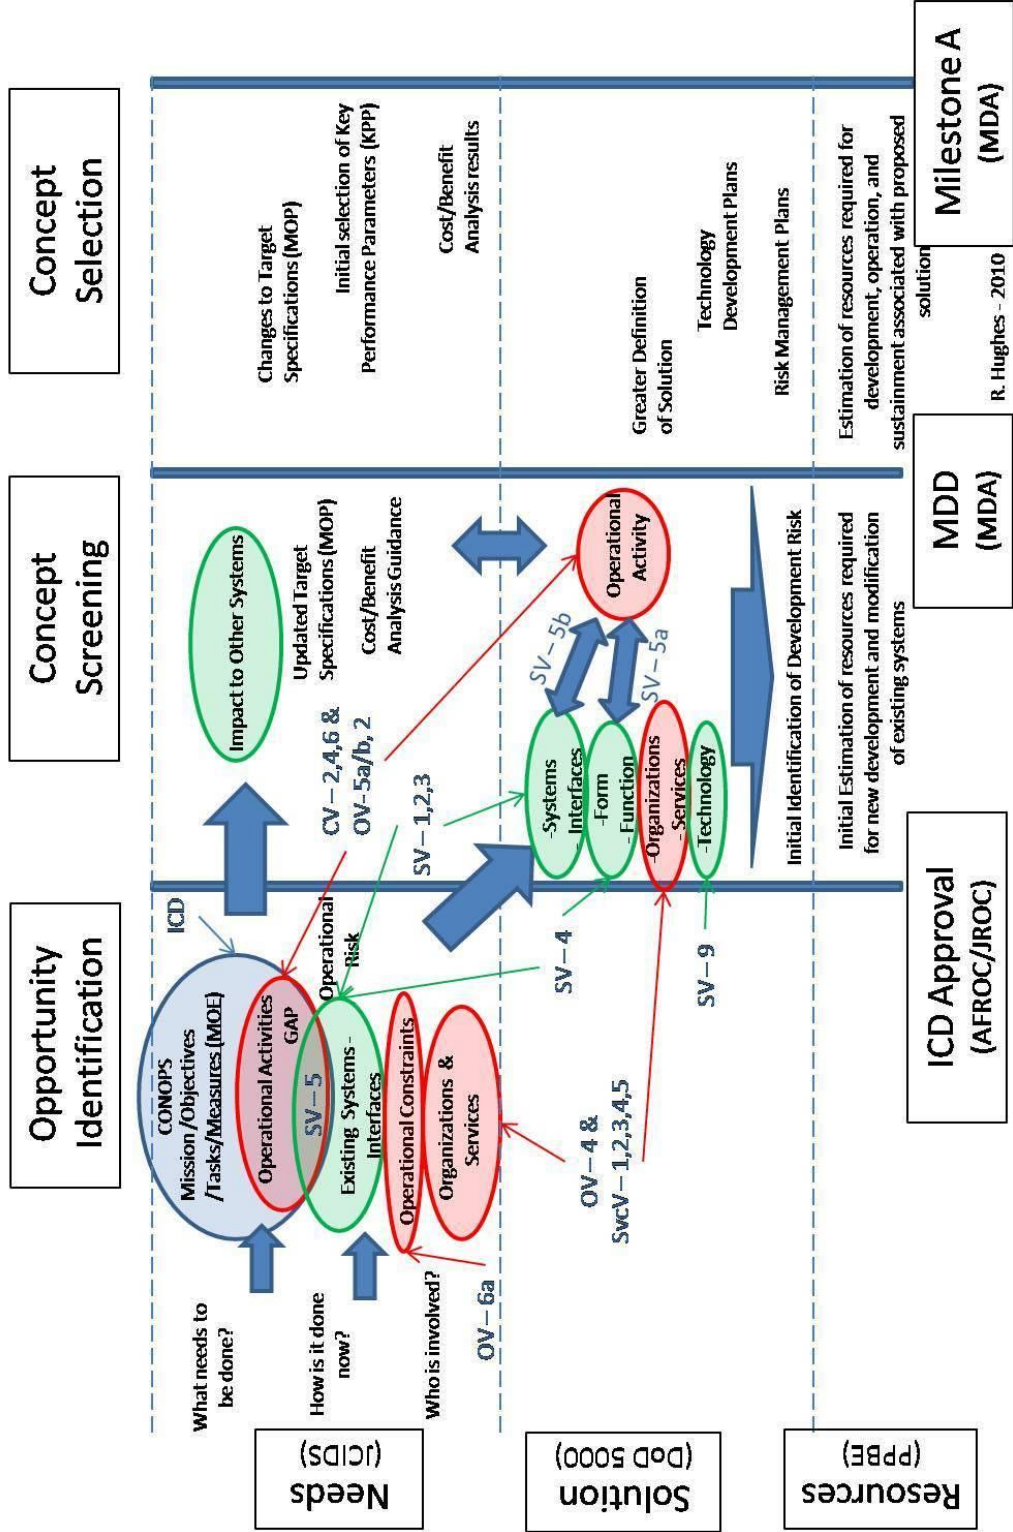 Opportunity
Identification
Concept
Screening
Concept
Selection
Needs
(JCIDS)
What needs to
be done?
How is it done
now?
Who is involved?
OV – 6a
CONOPS
Mission/Objectives
/Tasks/Measures (MOE)
Operational Activities
GAP
SV – 5
Existing Systems -
Interfaces
Operational Constraints
Organizations &
Services
ICD
Operational
Risk
Impact to Other Systems
Updated Target
Specifications (MOP)
Cost/Benefit
Analysis Guidance
CV – 2,4,6 &
OV-5a/b, 2
SV – 1,2,3
Changes to Target
Specifications (MOP)
Initial selection of Key
Performance Parameters (KPP)
Cost/Benefit
Analysis results
Solution
(DoD 5000)
OV – 4 &
SvcV – 1,2,3,4,5
SV – 4
SV – 9
-Systems
- Interfaces
-Form
- Function
-Organizations
- Services
-Technology
SV – 5b
SV – 5a
Operational
Activity
Initial Identification of Development Risk
Greater Definition
of Solution
Technology
Development Plans
Risk Management Plans
Resources
(PPBE)
Initial Estimation of resources required
for new development and modification
of existing systems
Estimation of resources required for
development, operation, and
sustainment associated with proposed
solution
ICD Approval
(AFROC/JROC)
MDD
(MDA)
Milestone A
(MDA)
R. Hughes - 2010